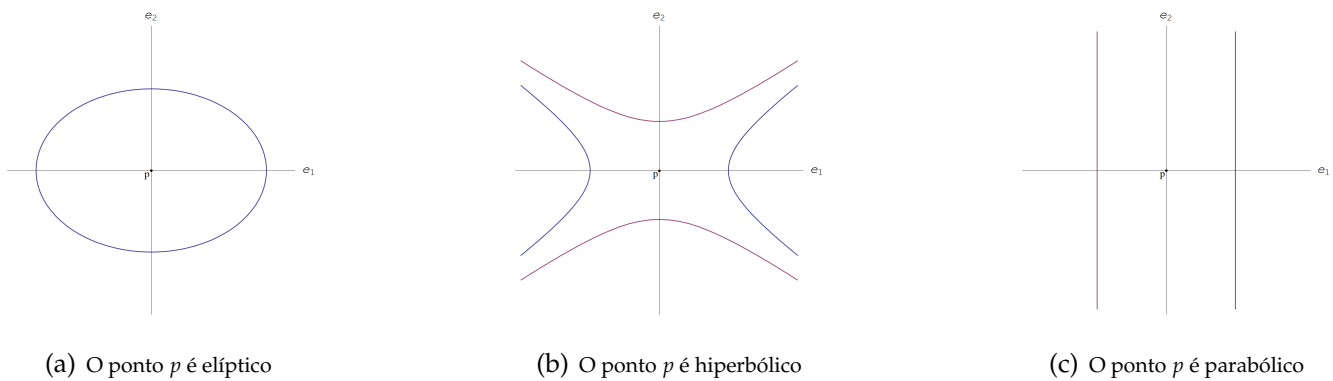 e₂
e₁
p
(a) O ponto p é elíptico
e₂
e₁
p
(b) O ponto p é hiperbólico
e₂
e₁
p
(c) O ponto p é parabólico